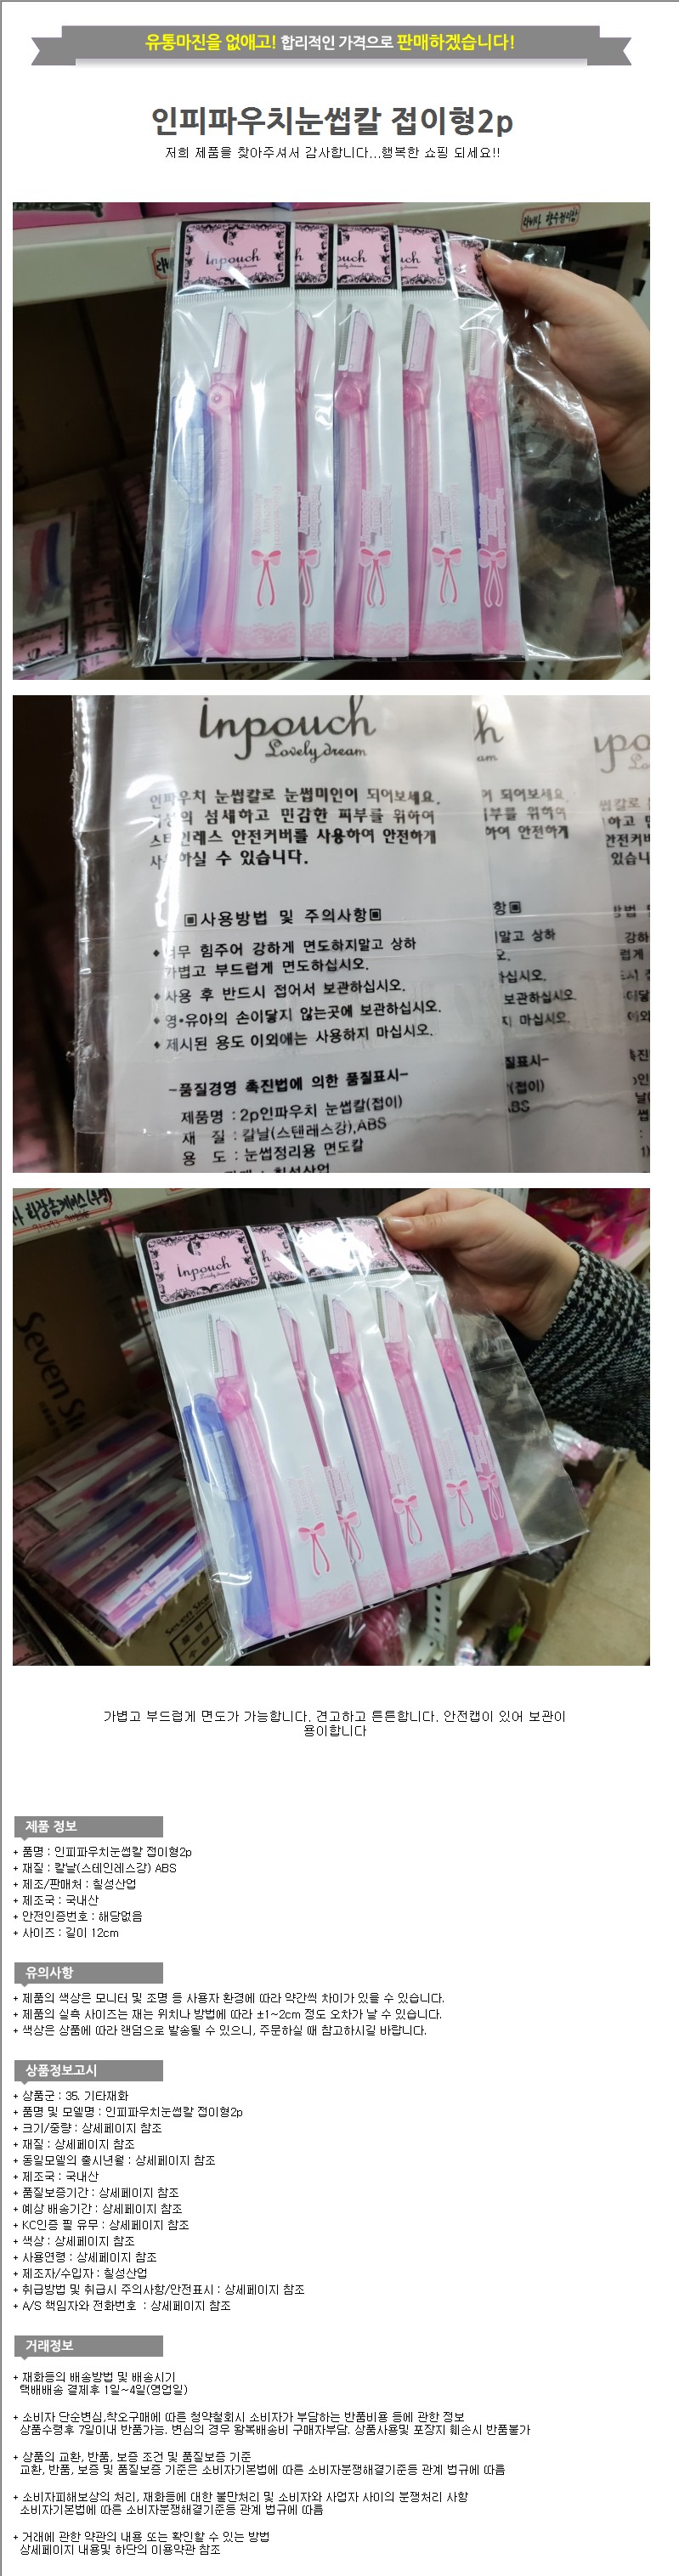 유통마진을 없애고! 합리적인 가격으로 판매하겠습니다!
인피파우치눈썹칼 접이형2p
저희 제품을 찾아주셔서 감사합니다...행복한 쇼핑 되세요!!
Inpouch
Lovely dream
Inpouch
Lovely dream
인파우치 눈썹칼로 눈썹미인이 되어보세요.
섬세하고 민감한 피부를 위하여
안전커버를 사용하여 안전하게
하실 수 있습니다.
▣사용방법 및 주의사항▣
힘주어 강하게 면도하지말고 상하
가볍고 부드럽게 면도하십시오.
◆사용 후 반드시 접어서 보관하십시오.
◆영•유아의 손이닿지 않는곳에 보관하십시오.
◆제시된 용도 이외에는 사용하지 마십시오.
-품질경영 촉진법에 의한 품질표시-
제품명 : 2p인파우치 눈썹칼(접이)
재 질 : 칼날(스텐레스강),ABS
용 도 : 눈썹정리용 면도칼
칠성산업
Inpouch
Lovely dream
Seven Star
가볍고 부드럽게 면도가 가능합니다. 견고하고 튼튼합니다. 안전캡이 있어 보관이
용이합니다
제품 정보
+ 품명 : 인피파우치눈썹칼 접이형2p
+ 재질 : 칼날(스테인레스강) ABS
+ 제조/판매처 : 칠성산업
+ 제조국 : 국내산
+ 안전인증번호 : 해당없음
+ 사이즈 : 길이 12cm
유의사항
+ 제품의 색상은 모니터 및 조명 등 사용자 환경에 따라 약간씩 차이가 있을 수 있습니다.
+ 제품의 실측 사이즈는 재는 위치나 방법에 따라 ±1~2cm 정도 오차가 날 수 있습니다.
+ 색상은 상품에 따라 랜덤으로 발송될 수 있으니, 주문하실 때 참고하시길 바랍니다.
상품정보고시
+ 상품군 : 35. 기타재화
+ 품명 및 모델명 : 인피파우치눈썹칼 접이형2p
+ 크기/중량 : 상세페이지 참조
+ 재질 : 상세페이지 참조
+ 동일모델의 출시년월 : 상세페이지 참조
+ 제조국 : 국내산
+ 품질보증기간 : 상세페이지 참조
+ 예상 배송기간 : 상세페이지 참조
+ KC인증 필 유무 : 상세페이지 참조
+ 색상 : 상세페이지 참조
+ 사용연령 : 상세페이지 참조
+ 제조자/수입자 : 칠성산업
+ 취급방법 및 취급시 주의사항/안전표시 : 상세페이지 참조
+ A/S 책임자와 전화번호 : 상세페이지 참조
거래정보
+ 재화등의 배송방법 및 배송시기
택배배송 결제후 1일~4일(영업일)
+ 소비자 단순변심,착오구매에 따른 청약철회시 소비자가 부담하는 반품비용 등에 관한 정보
상품수령후 7일이내 반품가능. 변심의 경우 왕복배송비 구매자부담. 상품사용및 포장지 훼손시 반품불가
+ 상품의 교환, 반품, 보증 조건 및 품질보증 기준
교환, 반품, 보증 및 품질보증 기준은 소비자기본법에 따른 소비자분쟁해결기준등 관계 법규에 따름
+ 소비자피해보상의 처리, 재화등에 대한 불만처리 및 소비자와 사업자 사이의 분쟁처리 사항
소비자기본법에 따른 소비자분쟁해결기준등 관계 법규에 따름
+ 거래에 관한 약관의 내용 또는 확인할 수 있는 방법
상세페이지 내용및 하단의 이용약관 참조